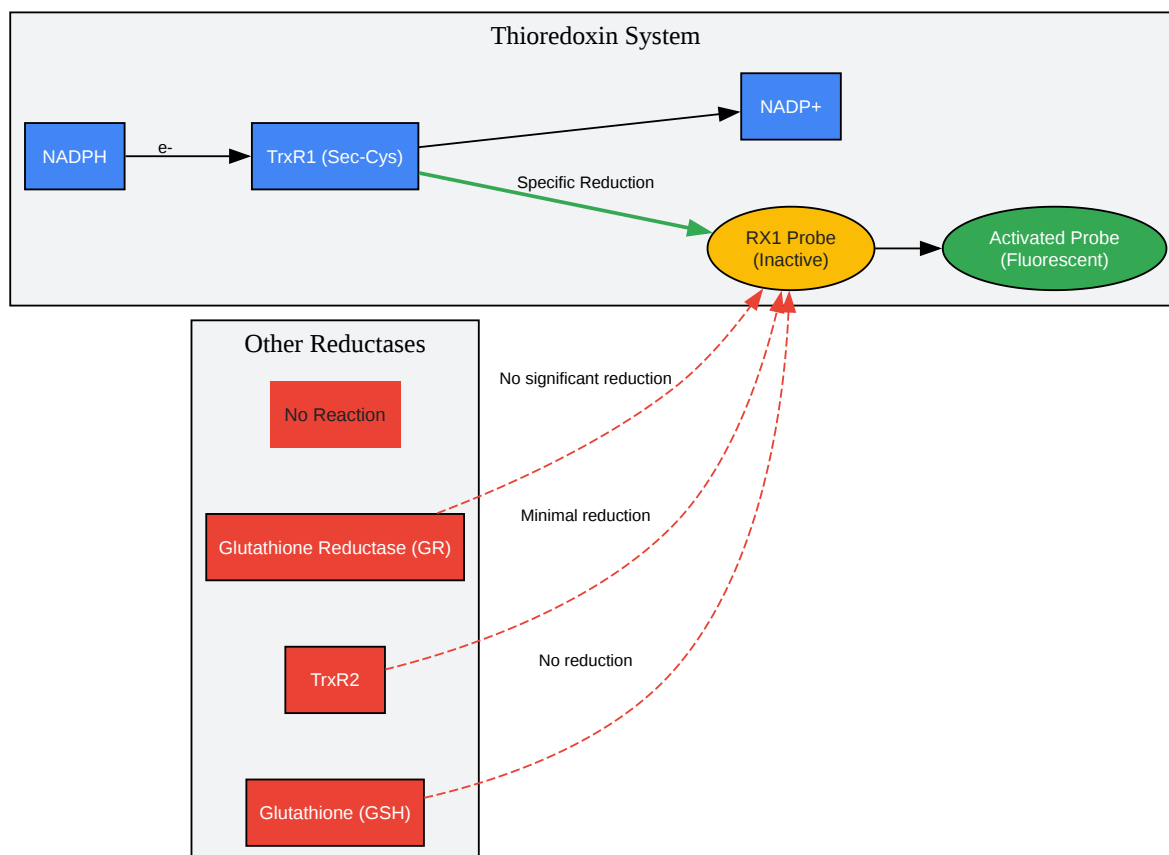 Thioredoxin System
NADP+
NADPH
e-
TrxR1 (Sec-Cys)
Specific Reduction
RX1 Probe
(Inactive)
Activated Probe
(Fluorescent)
Other Reductases
No Reaction
No significant reduction
Glutathione Reductase (GR)
Minimal reduction
TrxR2
No reduction
Glutathione (GSH)